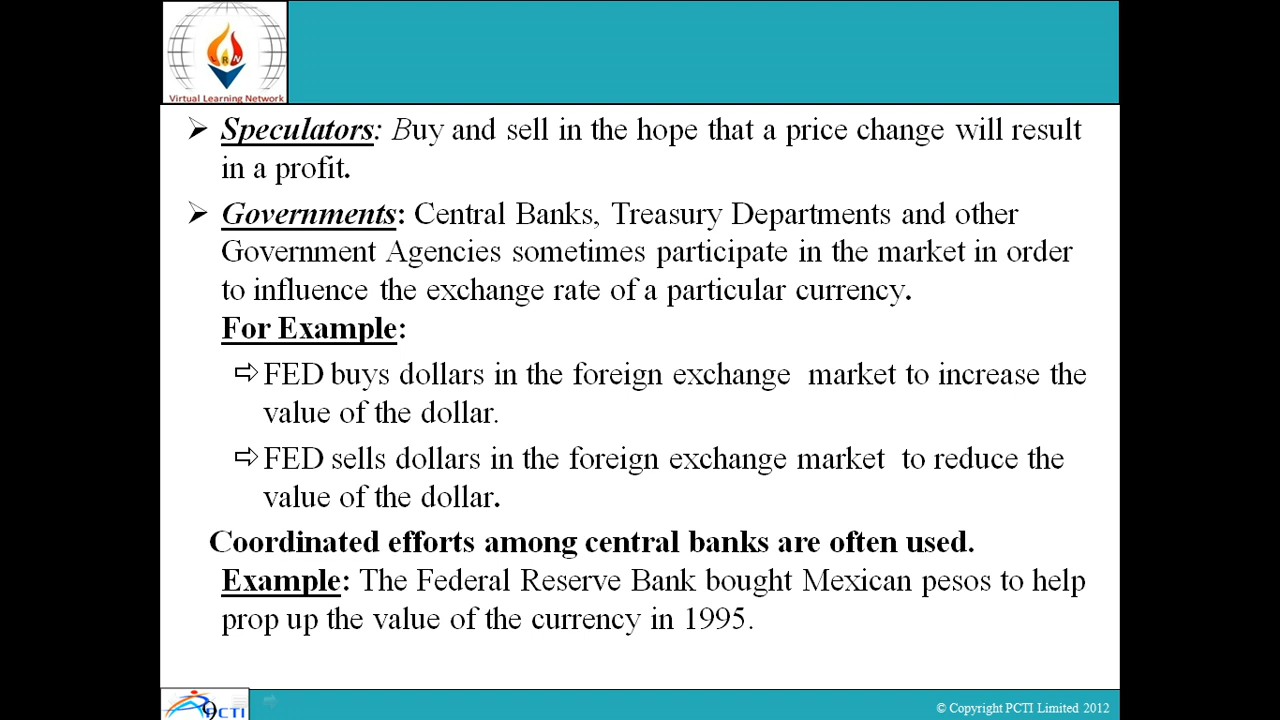 LRN
Virtual Learning Network
➢ Speculators: Buy and sell in the hope that a price change will result
in a profit.
➢ Governments: Central Banks, Treasury Departments and other
Government Agencies sometimes participate in the market in order
to influence the exchange rate of a particular currency.
For Example:
⇨ FED buys dollars in the foreign exchange market to increase the
value of the dollar.
⇨ FED sells dollars in the foreign exchange market to reduce the
value of the dollar.
Coordinated efforts among central banks are often used.
Example: The Federal Reserve Bank bought Mexican pesos to help
prop up the value of the currency in 1995.
9
PCTI
© Copyright PCTI Limited 2012